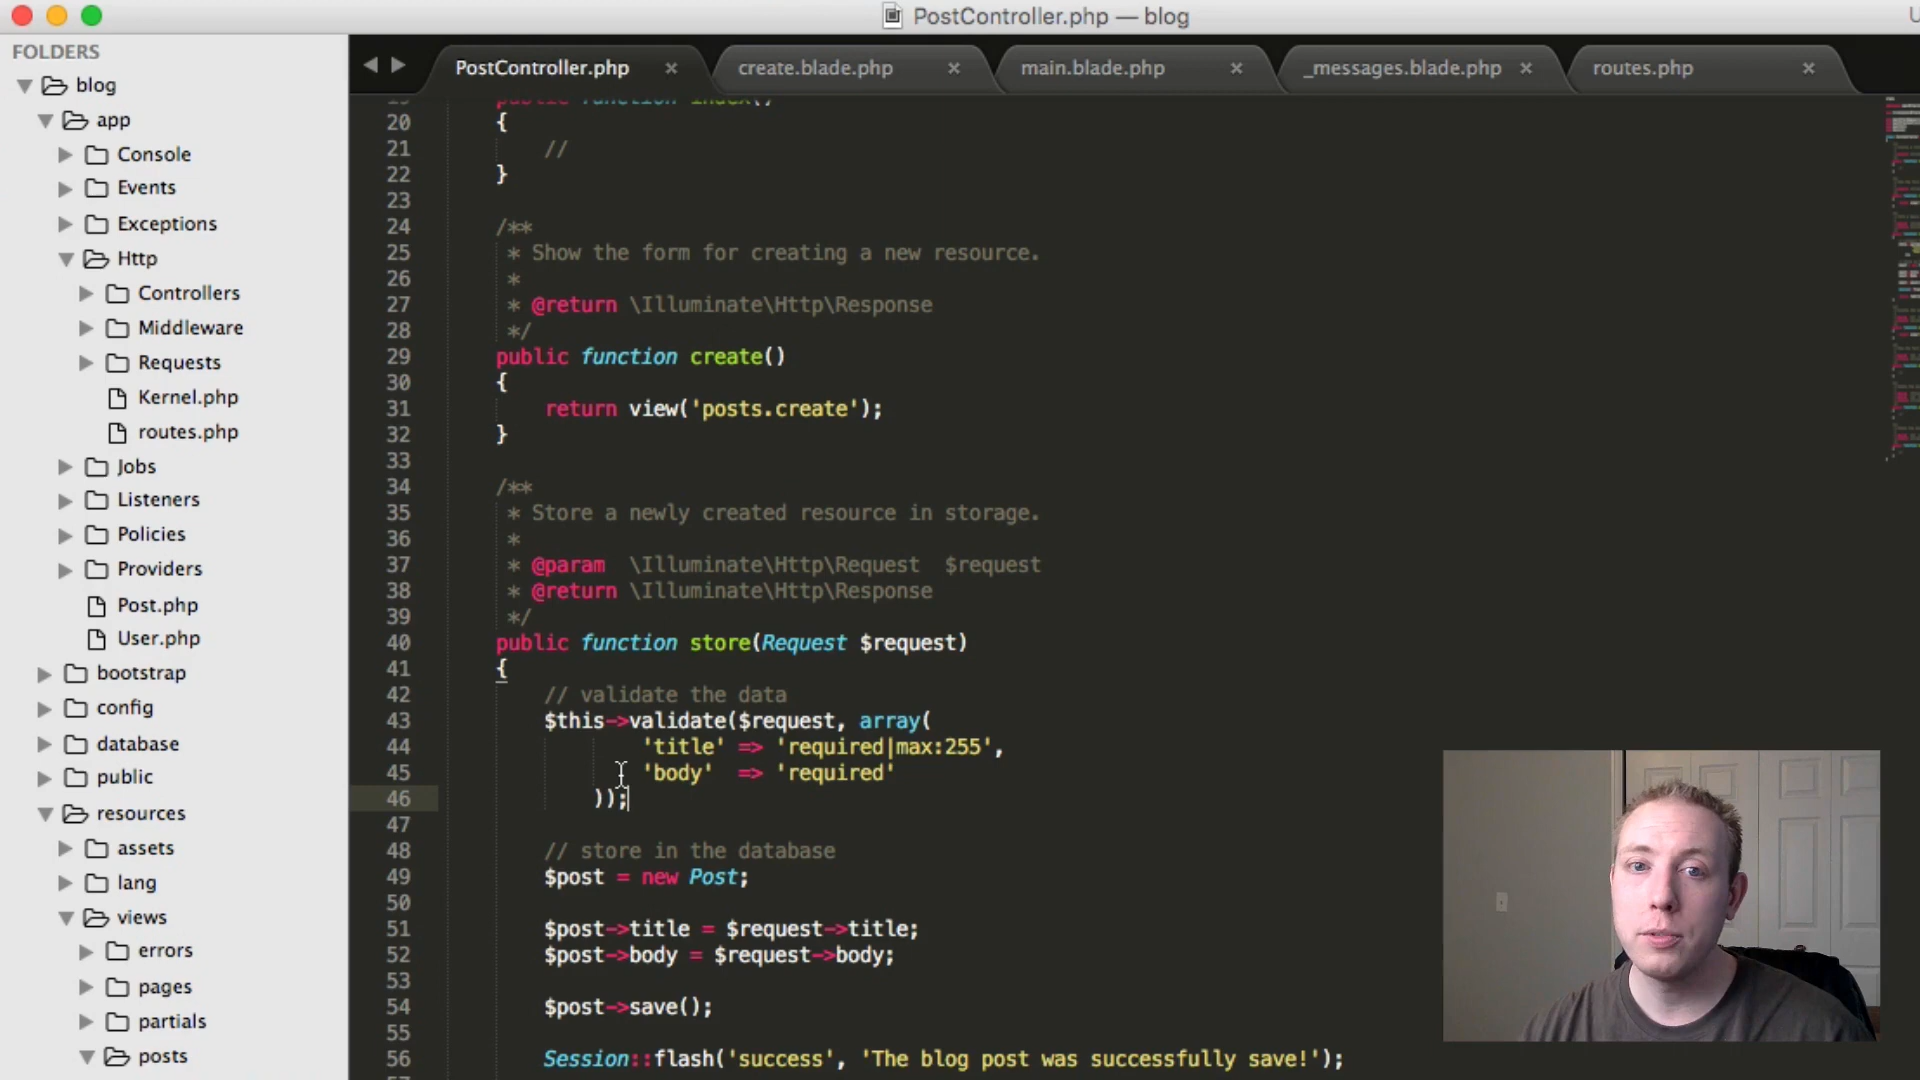 PostController.php — blog
FOLDERS
blog
app
Console
Events
Exceptions
Http
Controllers
Middleware
Requests
Kernel.php
routes.php
Jobs
Listeners
Policies
Providers
Post.php
User.php
bootstrap
config
database
public
resources
assets
lang
views
errors
pages
partials
posts
PostController.php
create.blade.php
main.blade.php
_messages.blade.php
routes.php
19 public function index()
20 {
21 //
22 }
23
24 /**
25 * Show the form for creating a new resource.
26 *
27 * @return \Illuminate\Http\Response
28 */
29 public function create()
30 {
31 return view('posts.create');
32 }
33
34 /**
35 * Store a newly created resource in storage.
36 *
37 * @param \Illuminate\Http\Request $request
38 * @return \Illuminate\Http\Response
39 */
40 public function store(Request $request)
41 {
42 // validate the data
43 $this->validate($request, array(
44 'title' => 'required|max:255',
45 'body' => 'required'
46 ));
47
48 // store in the database
49 $post = new Post;
50
51 $post->title = $request->title;
52 $post->body = $request->body;
53
54 $post->save();
55
56 Session::flash('success', 'The blog post was successfully save!');